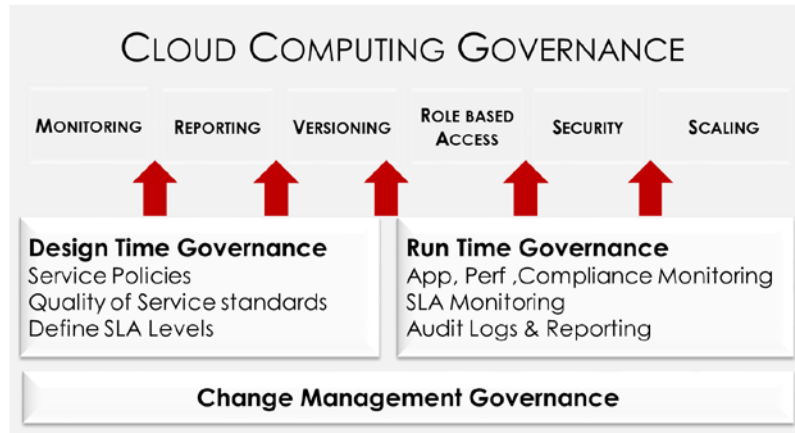 CLOUD COMPUTING GOVERNANCE
MONITORING
REPORTING
VERSIONING
ROLE BASED
ACCESS
SECURITY
SCALING
Design Time Governance
Service Policies
Quality of Service standards
Define SLA Levels
Run Time Governance
App, Perf ,Compliance Monitoring
SLA Monitoring
Audit Logs & Reporting
Change Management Governance